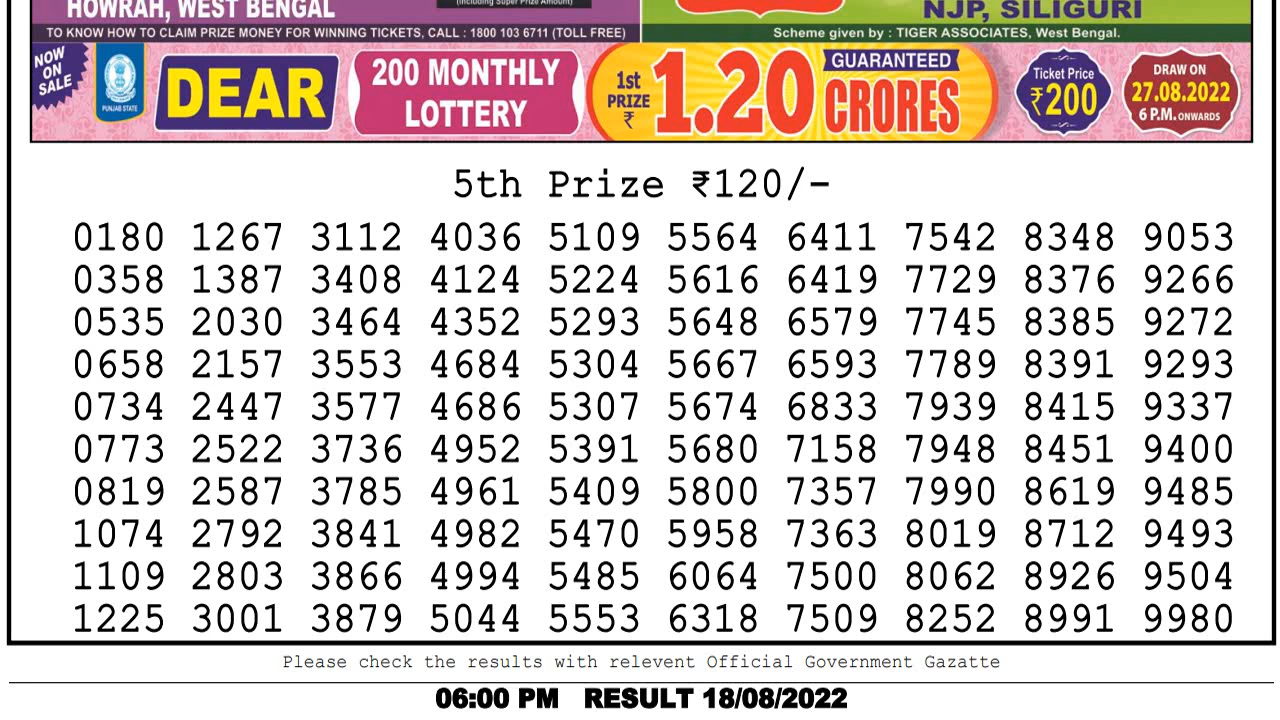 HOWRAH, WEST BENGAL
(Including Super Prize Amount)
NJP, SILIGURI
TO KNOW HOW TO CLAIM PRIZE MONEY FOR WINNING TICKETS, CALL : 1800 103 6711 (TOLL FREE)
Scheme given by : TIGER ASSOCIATES, West Bengal.
NOW ON SALE
PUNJAB STATE
DEAR
200 MONTHLY
LOTTERY
1st PRIZE ₹
1.20
GUARANTEED
CRORES
Ticket Price
₹200
DRAW ON
27.08.2022
6 P.M. ONWARDS
5th Prize ₹120/-
0180 1267 3112 4036 5109 5564 6411 7542 8348 9053
0358 1387 3408 4124 5224 5616 6419 7729 8376 9266
0535 2030 3464 4352 5293 5648 6579 7745 8385 9272
0658 2157 3553 4684 5304 5667 6593 7789 8391 9293
0734 2447 3577 4686 5307 5674 6833 7939 8415 9337
0773 2522 3736 4952 5391 5680 7158 7948 8451 9400
0819 2587 3785 4961 5409 5800 7357 7990 8619 9485
1074 2792 3841 4982 5470 5958 7363 8019 8712 9493
1109 2803 3866 4994 5485 6064 7500 8062 8926 9504
1225 3001 3879 5044 5553 6318 7509 8252 8991 9980
Please check the results with relevent Official Government Gazatte
06:00 PM RESULT 18/08/2022